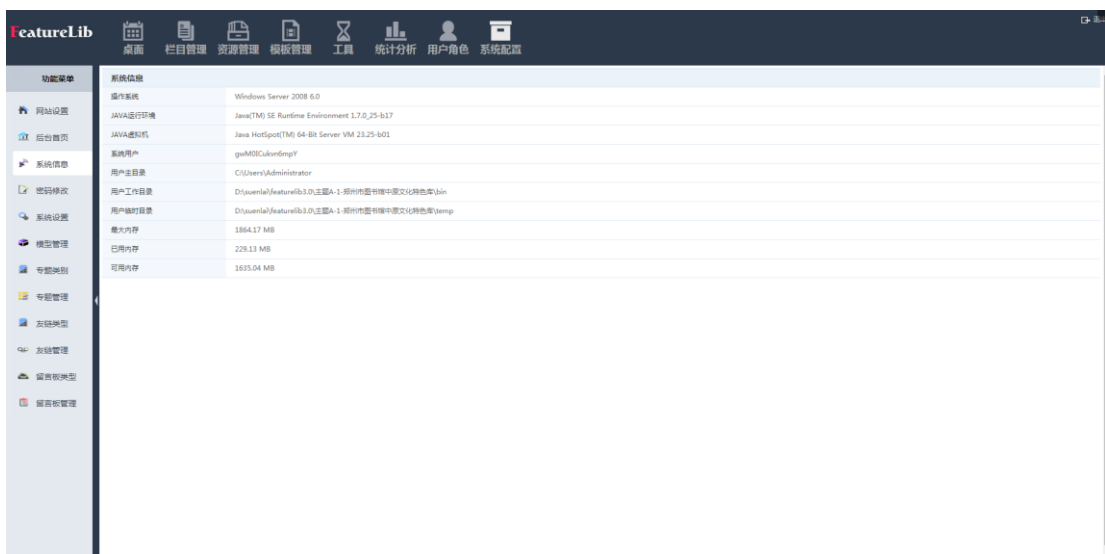 FeatureLib
桌面 栏目管理 资源管理 模板管理 工具 统计分析 用户角色 系统配置
功能菜单
网站设置
后台首页
系统信息
密码修改
系统设置
模型管理
专题类别
专题管理
友链类型
友链管理
留言板类型
留言板管理
系统信息
操作系统 Windows Server 2008 6.0
JAVA运行环境 Java(TM) SE Runtime Environment 1.7.0_25-b17
JAVA虚拟机 Java HotSpot(TM) 64-Bit Server VM 23.25-b01
系统用户
用户主目录 C:\Users\Administrator
用户工作目录 D:\suenlai\featurelib3.0\主题A-1-郑州市图书馆中原文化特色库\bin
用户临时目录 D:\suenlai\featurelib3.0\主题A-1-郑州市图书馆中原文化特色库\temp
最大内存 1864.17 MB
已用内存 229.13 MB
可用内存 1635.04 MB